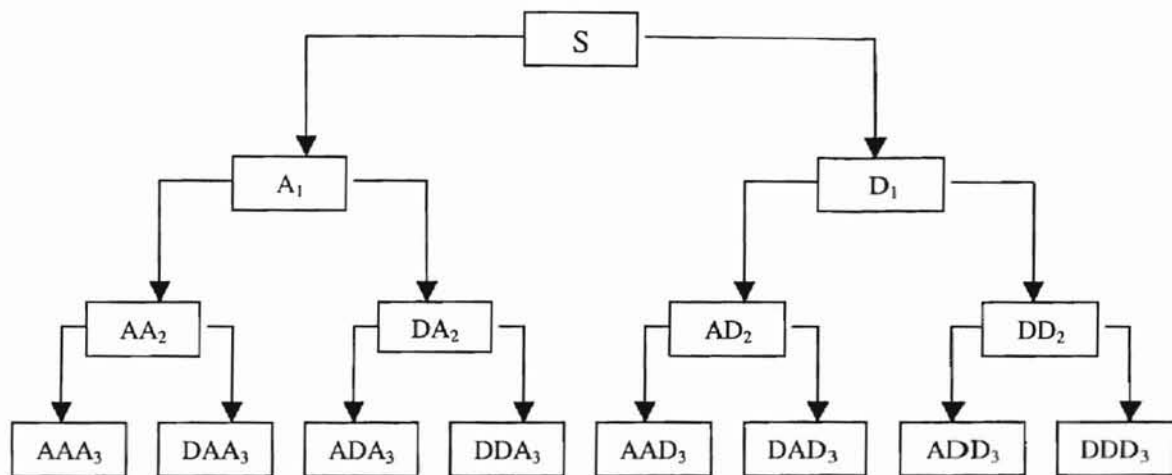 S
A₁ D₁
AA₂ DA₂ AD₂ DD₂
AAA₃ DAA₃ ADA₃ DDA₃ AAD₃ DAD₃ ADD₃ DDD₃